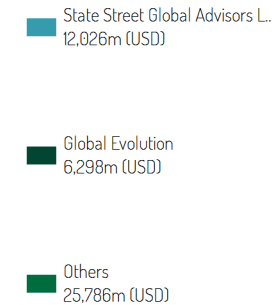 State Street Global Advisors L..
12,026m (USD)
Global Evolution
6,298m (USD)
Others
25,786m (USD)